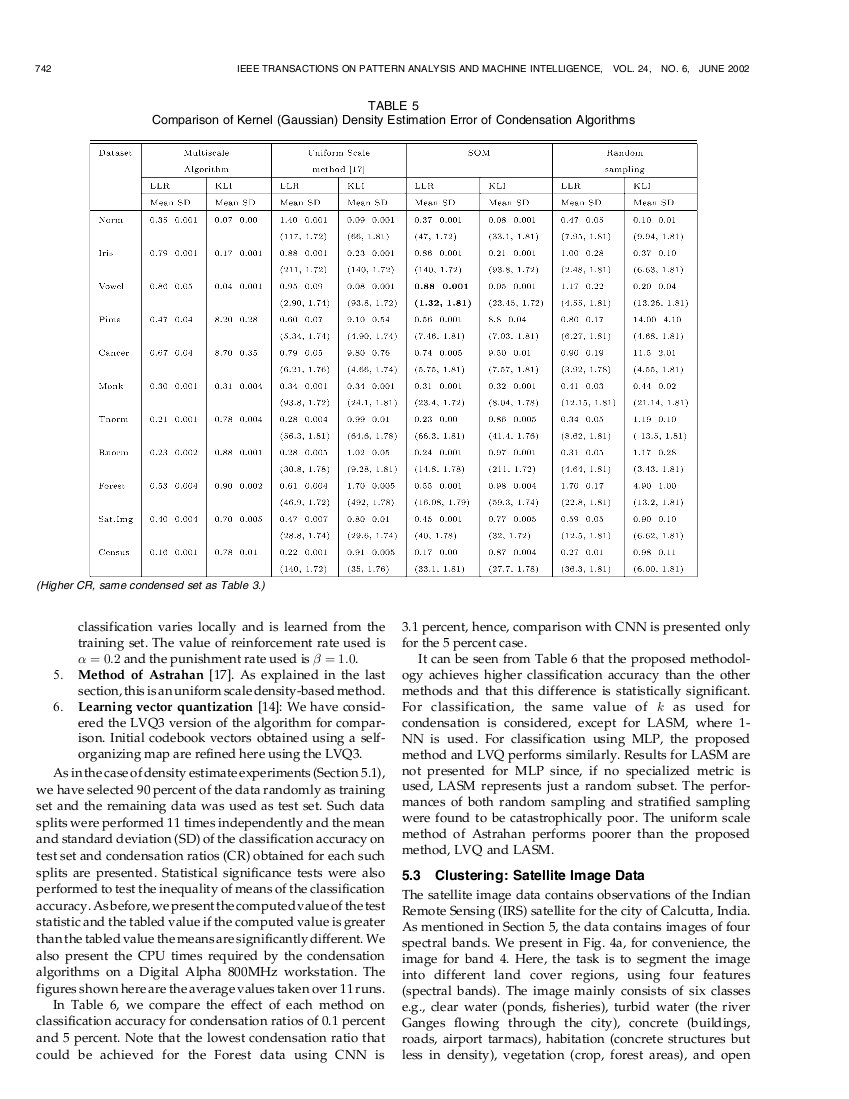 742
IEEE TRANSACTIONS ON PATTERN ANALYSIS AND MACHINE INTELLIGENCE, VOL. 24, NO. 6, JUNE 2002
TABLE 5
Comparison of Kernel (Gaussian) Density Estimation Error of Condensation Algorithms
Dataset Multiscale Uniform Scale SOM Random
Algorithm method [17] sampling
LLR KLI LLR KLI LLR KLI LLR KLI
Mean SD Mean SD Mean SD Mean SD Mean SD Mean SD Mean SD Mean SD
Norm 0.35 0.001 0.07 0.00 1.40 0.001 0.09 0.001 0.37 0.001 0.08 0.001 0.47 0.05 0.10 0.01
(117, 1.72) (66, 1.81) (47, 1.72) (33.1, 1.81) (7.95, 1.81) (9.94, 1.81)
Iris 0.79 0.001 0.17 0.001 0.88 0.001 0.23 0.001 0.86 0.001 0.21 0.001 1.00 0.28 0.37 0.10
(211, 1.72) (140, 1.72) (140, 1.72) (93.8, 1.72) (2.48, 1.81) (6.63, 1.81)
Vowel 0.86 0.05 0.04 0.001 0.95 0.09 0.08 0.001 0.88 0.001 0.05 0.001 1.17 0.22 0.20 0.04
(2.90, 1.74) (93.8, 1.72) (1.32, 1.81) (23.45, 1.72) (4.55, 1.81) (13.26, 1.81)
Pima 0.47 0.04 8.20 0.28 0.60 0.07 9.10 0.54 0.56 0.001 8.8 0.04 0.80 0.17 14.00 4.10
(5.34, 1.74) (4.90, 1.74) (7.46, 1.81) (7.03, 1.81) (6.27, 1.81) (4.68, 1.81)
Cancer 0.67 0.04 8.70 0.35 0.79 0.05 9.80 0.76 0.74 0.005 9.50 0.01 0.90 0.19 11.5 2.01
(6.21, 1.76) (4.66, 1.74) (5.75, 1.81) (7.57, 1.81) (3.92, 1.78) (4.55, 1.81)
Monk 0.30 0.001 0.31 0.004 0.34 0.001 0.34 0.001 0.31 0.001 0.32 0.001 0.41 0.03 0.44 0.02
(93.8, 1.72) (24.1, 1.81) (23.4, 1.72) (8.04, 1.78) (12.15, 1.81) (21.14, 1.81)
Tnorm 0.21 0.001 0.78 0.004 0.28 0.004 0.99 0.01 0.23 0.00 0.86 0.005 0.34 0.05 1.19 0.10
(56.3, 1.81) (64.6, 1.78) (66.3, 1.81) (41.4, 1.76) (8.62, 1.81) (13.5, 1.81)
Rnorm 0.23 0.002 0.88 0.001 0.28 0.005 1.02 0.05 0.24 0.001 0.97 0.001 0.31 0.05 1.17 0.28
(30.8, 1.78) (9.28, 1.81) (14.8, 1.78) (211, 1.72) (4.64, 1.81) (3.43, 1.81)
Forest 0.53 0.004 0.90 0.002 0.61 0.004 1.70 0.005 0.55 0.001 0.98 0.004 1.70 0.17 4.90 1.00
(46.9, 1.72) (492, 1.78) (16.08, 1.79) (59.3, 1.74) (22.8, 1.81) (13.2, 1.81)
Sat.Img 0.40 0.004 0.70 0.005 0.47 0.007 0.80 0.01 0.45 0.001 0.77 0.005 0.59 0.05 0.90 0.10
(28.8, 1.74) (29.6, 1.74) (40, 1.78) (32, 1.72) (12.5, 1.81) (6.62, 1.81)
Census 0.16 0.001 0.78 0.01 0.22 0.001 0.91 0.005 0.17 0.00 0.87 0.004 0.27 0.01 0.98 0.11
(140, 1.72) (35, 1.76) (33.1, 1.81) (27.7, 1.78) (36.3, 1.81) (6.00, 1.81)
(Higher CR, same condensed set as Table 3.)
classification varies locally and is learned from the
training set. The value of reinforcement rate used is
α = 0.2 and the punishment rate used is β = 1.0.
5. Method of Astrahan [17]. As explained in the last
section, this is an uniform scale density-based method.
6. Learning vector quantization [14]: We have consid-
ered the LVQ3 version of the algorithm for compar-
ison. Initial codebook vectors obtained using a self-
organizing map are refined here using the LVQ3.
As in the case of density estimate experiments (Section 5.1),
we have selected 90 percent of the data randomly as training
set and the remaining data was used as test set. Such data
splits were performed 11 times independently and the mean
and standard deviation (SD) of the classification accuracy on
test set and condensation ratios (CR) obtained for each such
splits are presented. Statistical significance tests were also
performed to test the inequality of means of the classification
accuracy. As before, we present the computed value of the test
statistic and the tabled value if the computed value is greater
than the tabled value the means are significantly different. We
also present the CPU times required by the condensation
algorithms on a Digital Alpha 800MHz workstation. The
figures shown here are the average values taken over 11 runs.
In Table 6, we compare the effect of each method on
classification accuracy for condensation ratios of 0.1 percent
and 5 percent. Note that the lowest condensation ratio that
could be achieved for the Forest data using CNN is
3.1 percent, hence, comparison with CNN is presented only
for the 5 percent case.
It can be seen from Table 6 that the proposed methodol-
ogy achieves higher classification accuracy than the other
methods and that this difference is statistically significant.
For classification, the same value of k as used for
condensation is considered, except for LASM, where 1-
NN is used. For classification using MLP, the proposed
method and LVQ performs similarly. Results for LASM are
not presented for MLP since, if no specialized metric is
used, LASM represents just a random subset. The perfor-
mances of both random sampling and stratified sampling
were found to be catastrophically poor. The uniform scale
method of Astrahan performs poorer than the proposed
method, LVQ and LASM.
5.3 Clustering: Satellite Image Data
The satellite image data contains observations of the Indian
Remote Sensing (IRS) satellite for the city of Calcutta, India.
As mentioned in Section 5, the data contains images of four
spectral bands. We present in Fig. 4a, for convenience, the
image for band 4. Here, the task is to segment the image
into different land cover regions, using four features
(spectral bands). The image mainly consists of six classes
e.g., clear water (ponds, fisheries), turbid water (the river
Ganges flowing through the city), concrete (buildings,
roads, airport tarmacs), habitation (concrete structures but
less in density), vegetation (crop, forest areas), and open